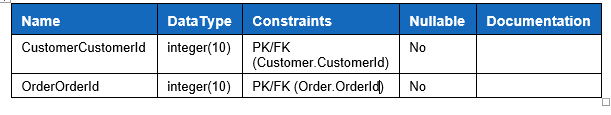 Name DataType Constraints Nullable Documentation
CustomerCustomerId integer(10) PK/FK No
(Customer.CustomerId)
OrderOrderId integer(10) PK/FK (Order.OrderId) No